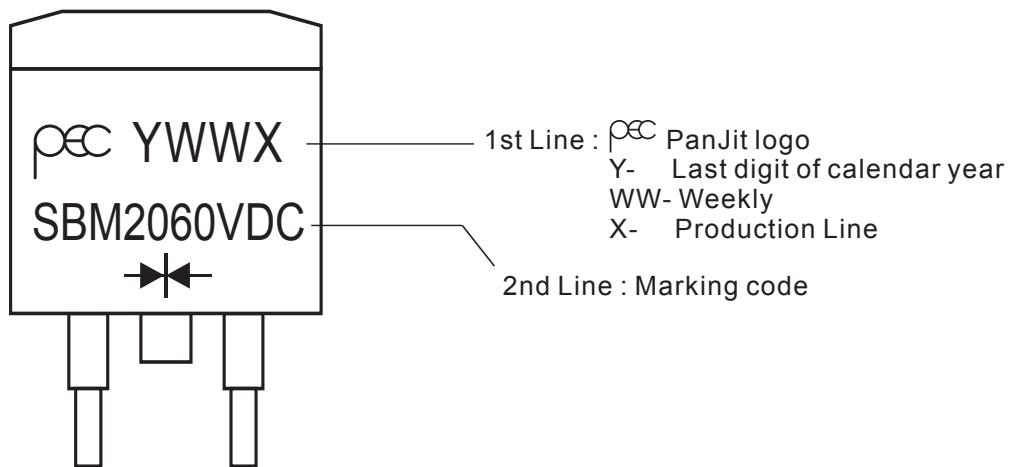 pec YWWX
SBM2060VDC
1st Line : pec PanJit logo
Y- Last digit of calendar year
WW- Weekly
X- Production Line
2nd Line : Marking code